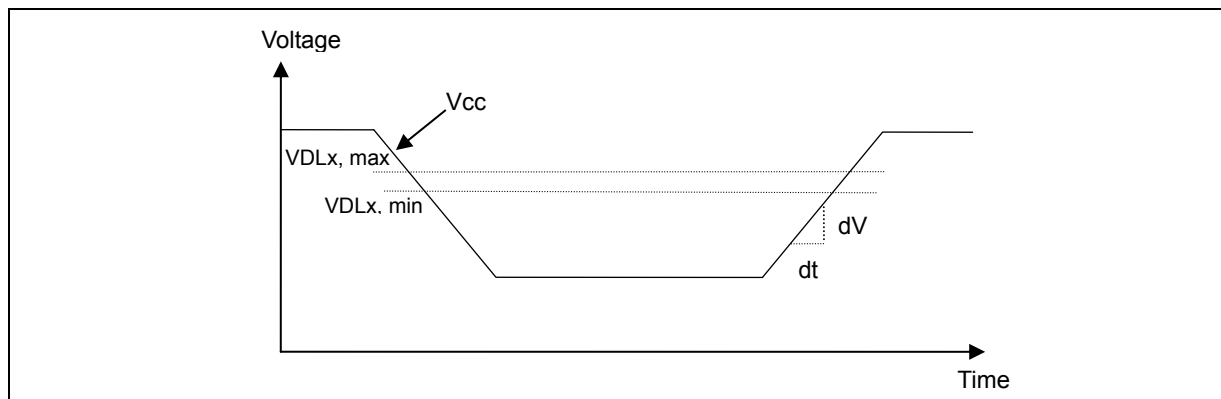 Voltage
Vcc
VDLx, max
VDLx, min
dV
dt
Time